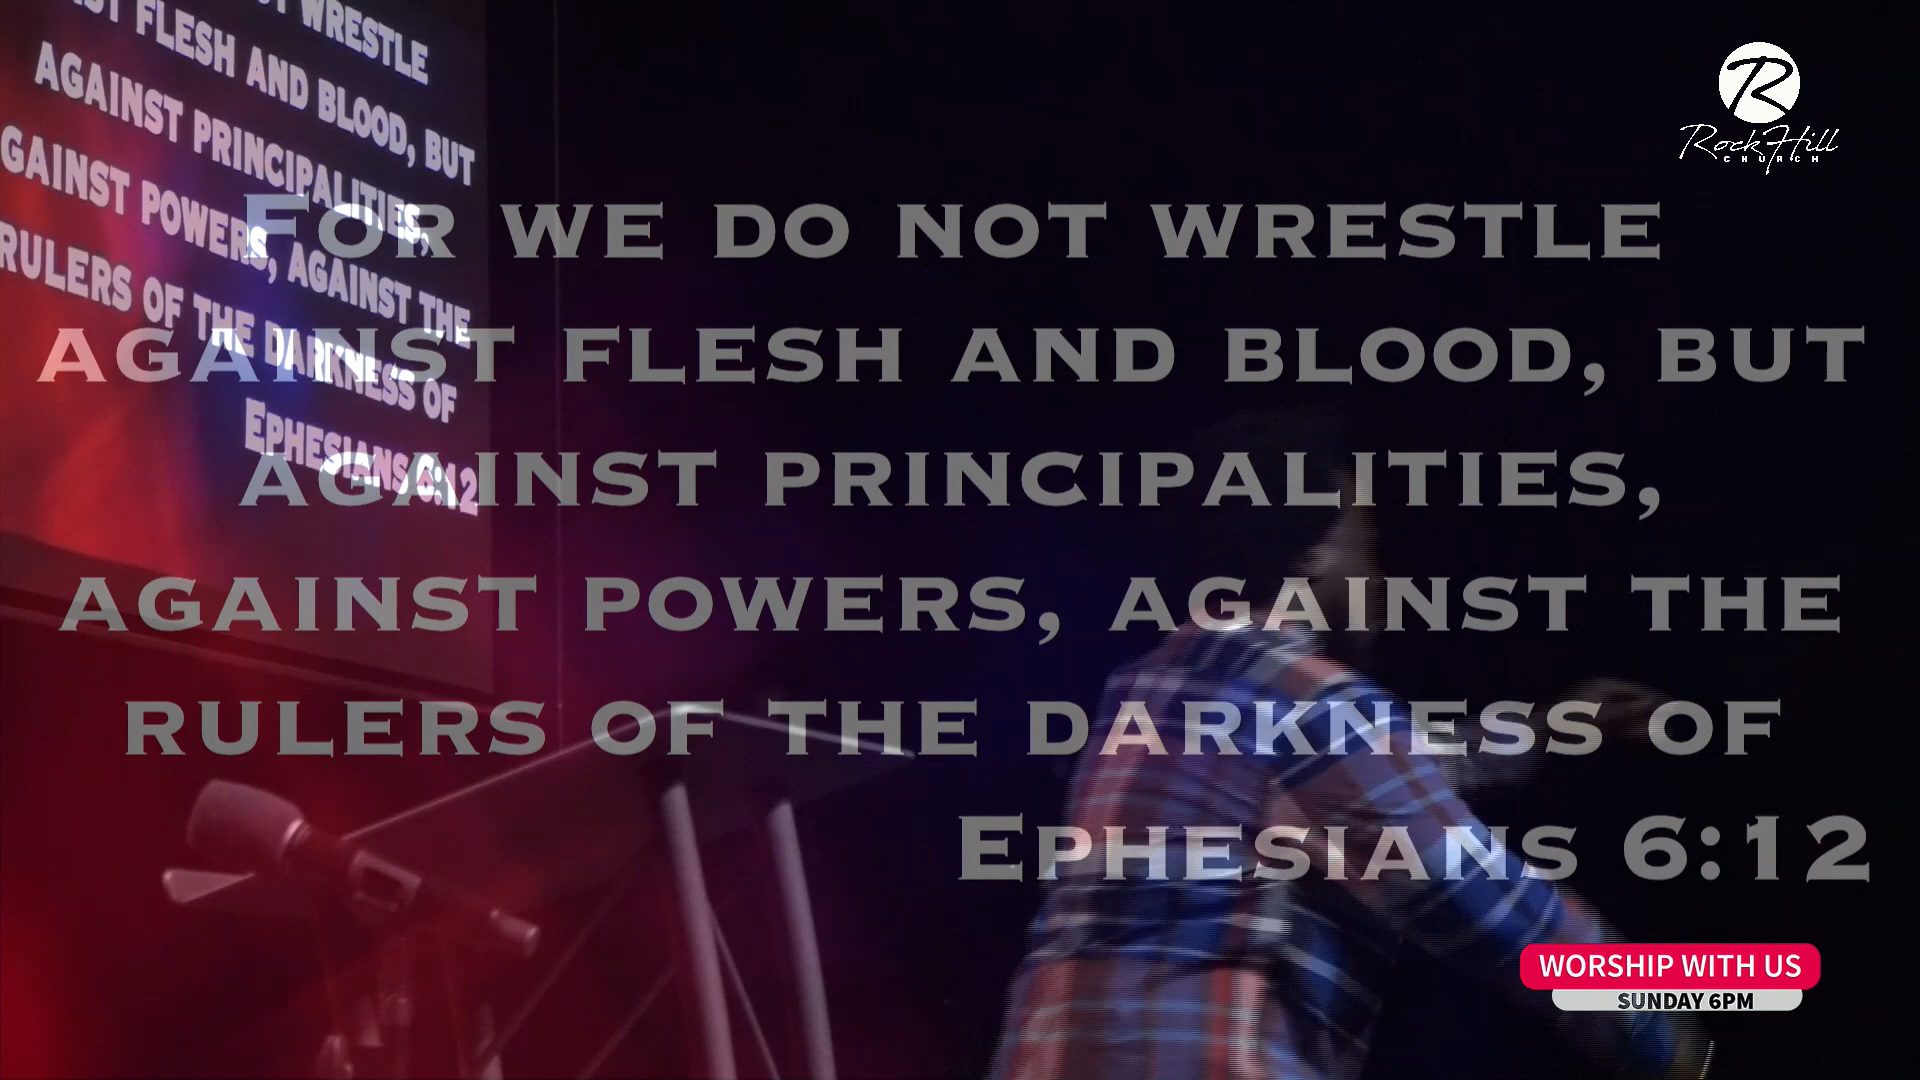 WRESTLE
FLESH AND BLOOD, BUT
AGAINST PRINCIPALITIES,
GAINST POWERS, AGAINST THE
RULERS OF THE DARKNESS OF
EPHESIANS 6:12
R
RockHill
CHURCH
FOR WE DO NOT WRESTLE
AGAINST FLESH AND BLOOD, BUT
AGAINST PRINCIPALITIES,
AGAINST POWERS, AGAINST THE
RULERS OF THE DARKNESS OF
EPHESIANS 6:12
WORSHIP WITH US
SUNDAY 6PM